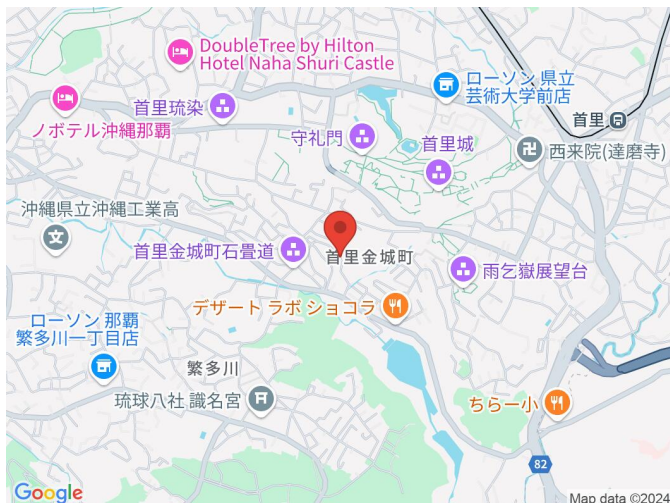 DoubleTree by Hilton
Hotel Naha Shuri Castle
ローソン 県立
芸術大学前店
ノボテル沖縄那覇
首里琉染
守礼門
首里城
首里
西来院(達磨寺)
沖縄県立沖縄工業高
首里金城町石畳道
首里金城町
雨乞嶽展望台
デザート ラボ ショコラ
ローソン 那覇
繁多川一丁目店
繁多川
琉球八社 識名宮
ちらー小
82
Google
Map data ©2024